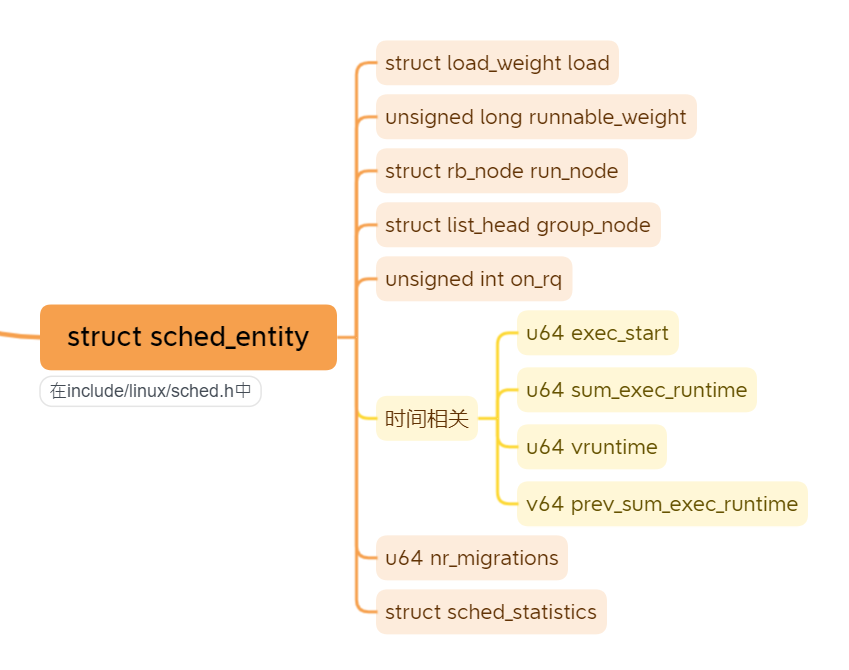 struct sched_entity
在include/linux/sched.h中
struct load_weight load
unsigned long runnable_weight
struct rb_node run_node
struct list_head group_node
unsigned int on_rq
时间相关
u64 exec_start
u64 sum_exec_runtime
u64 vruntime
v64 prev_sum_exec_runtime
u64 nr_migrations
struct sched_statistics